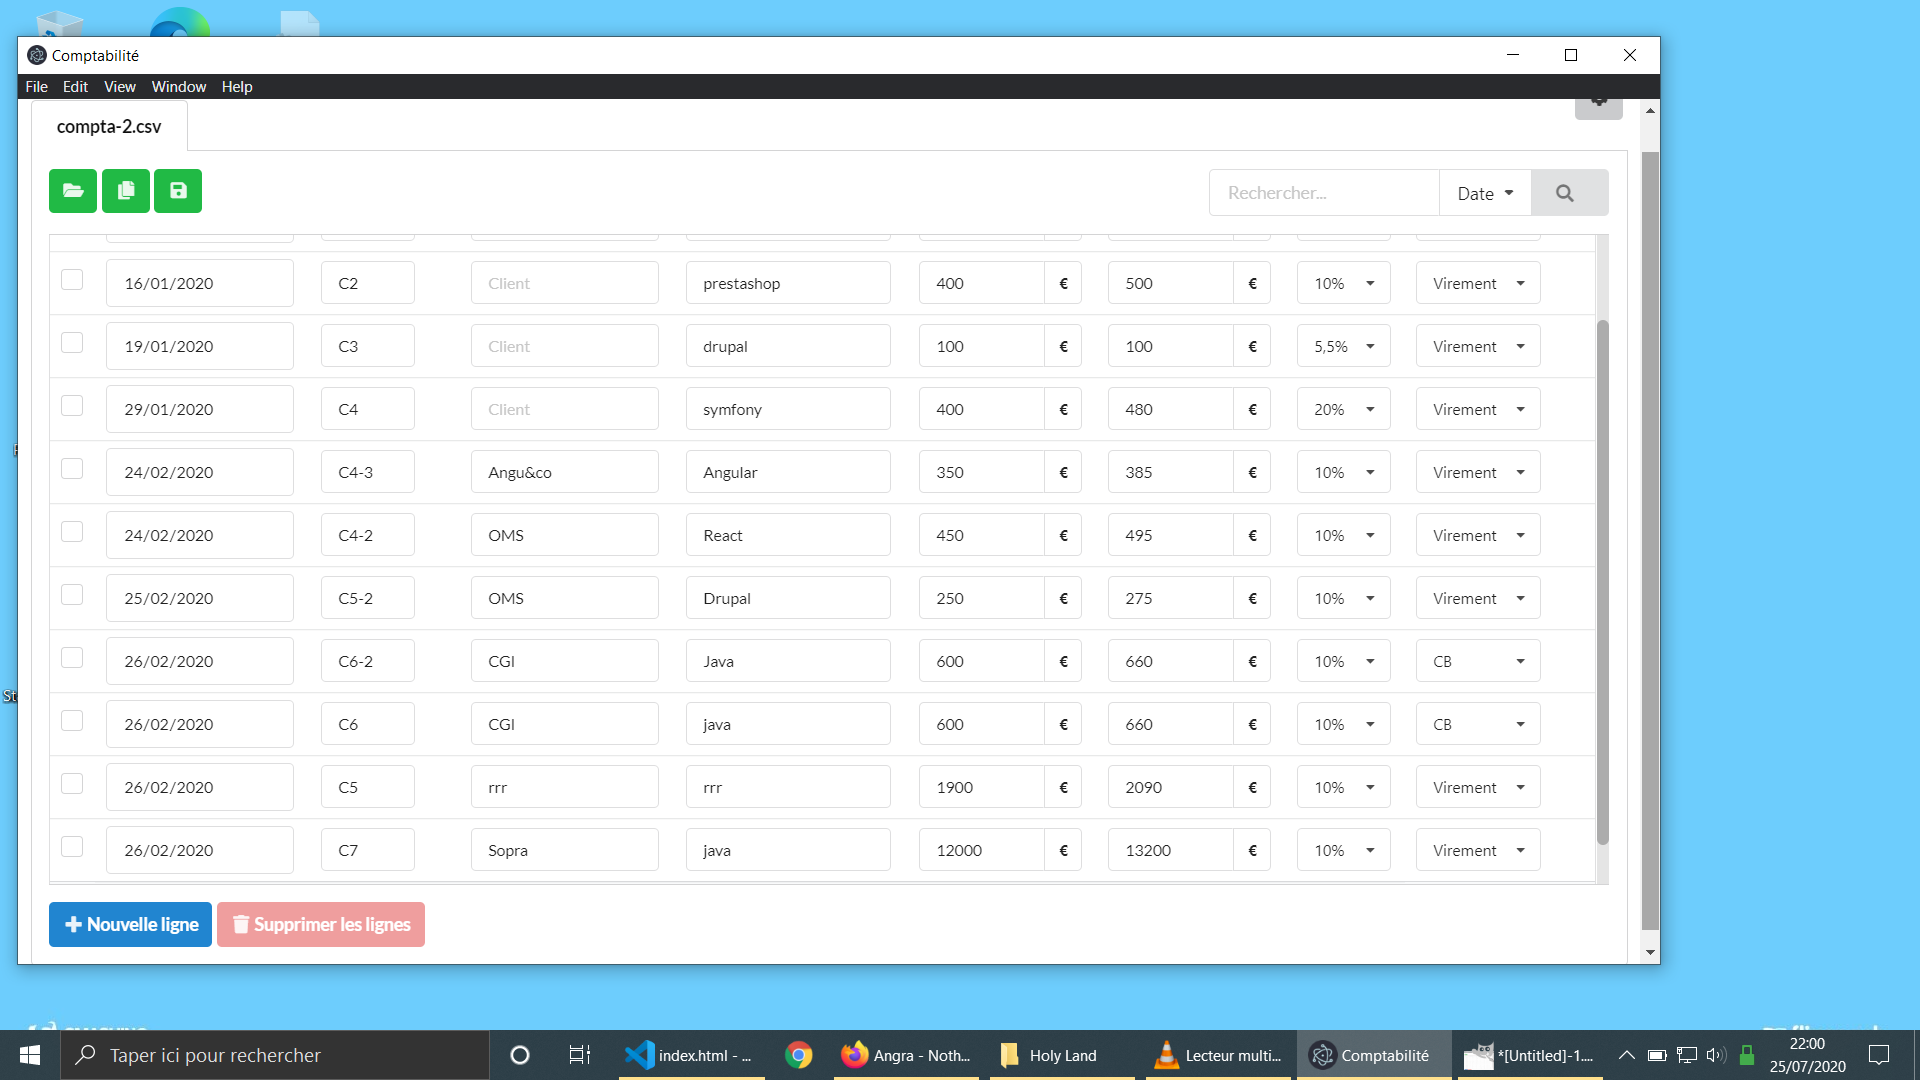 Comptabilité
File Edit View Window Help
compta-2.csv
Rechercher... Date
16/01/2020 C2 Client prestashop 400 € 500 € 10% Virement
19/01/2020 C3 Client drupal 100 € 100 € 5,5% Virement
29/01/2020 C4 Client symfony 400 € 480 € 20% Virement
24/02/2020 C4-3 Angu&co Angular 350 € 385 € 10% Virement
24/02/2020 C4-2 OMS React 450 € 495 € 10% Virement
25/02/2020 C5-2 OMS Drupal 250 € 275 € 10% Virement
26/02/2020 C6-2 CGI Java 600 € 660 € 10% CB
26/02/2020 C6 CGI java 600 € 660 € 10% CB
26/02/2020 C5 rrr rrr 1900 € 2090 € 10% Virement
26/02/2020 C7 Sopra java 12000 € 13200 € 10% Virement
Nouvelle ligne Supprimer les lignes
St
Taper ici pour rechercher index.html - ... Angra - Noth... Holy Land Lecteur multi... Comptabilité *[Untitled]-1.... 22:00
25/07/2020